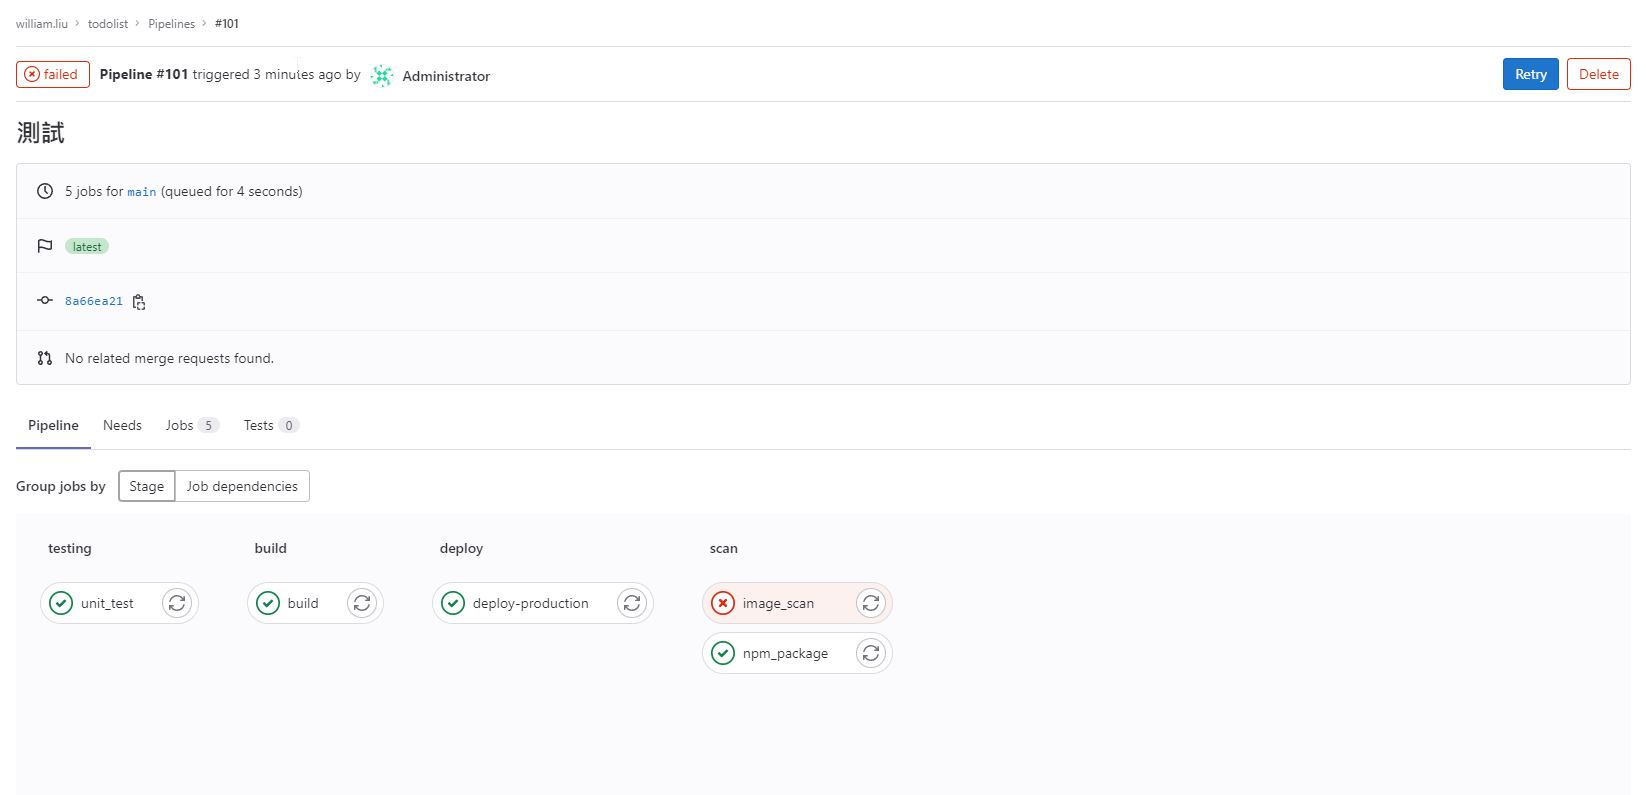 william.liu > todolist > Pipelines > #101
failed Pipeline #101 triggered 3 minutes ago by Administrator Retry Delete
測試
5 jobs for main (queued for 4 seconds)
latest
8a66ea21
No related merge requests found.
Pipeline Needs Jobs 5 Tests 0
Group jobs by Stage Job dependencies
testing build deploy scan
unit_test build deploy-production image_scan
npm_package